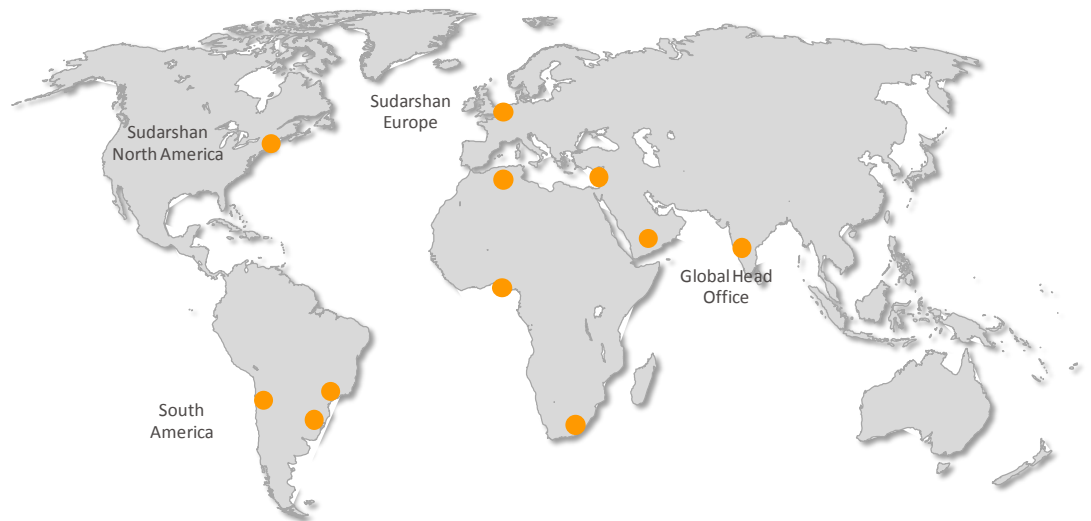 Sudarshan
Europe
Sudarshan
North America
Global Head
Office
South
America